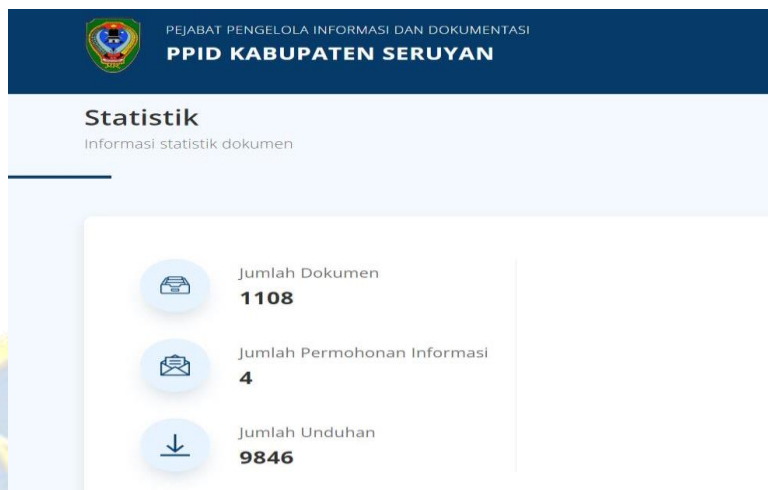 PEJABAT PENGELOLA INFORMASI DAN DOKUMENTASI
PPID KABUPATEN SERUYAN
Statistik
Informasi statistik dokumen
Jumlah Dokumen
1108
Jumlah Permohonan Informasi
4
Jumlah Unduhan
9846